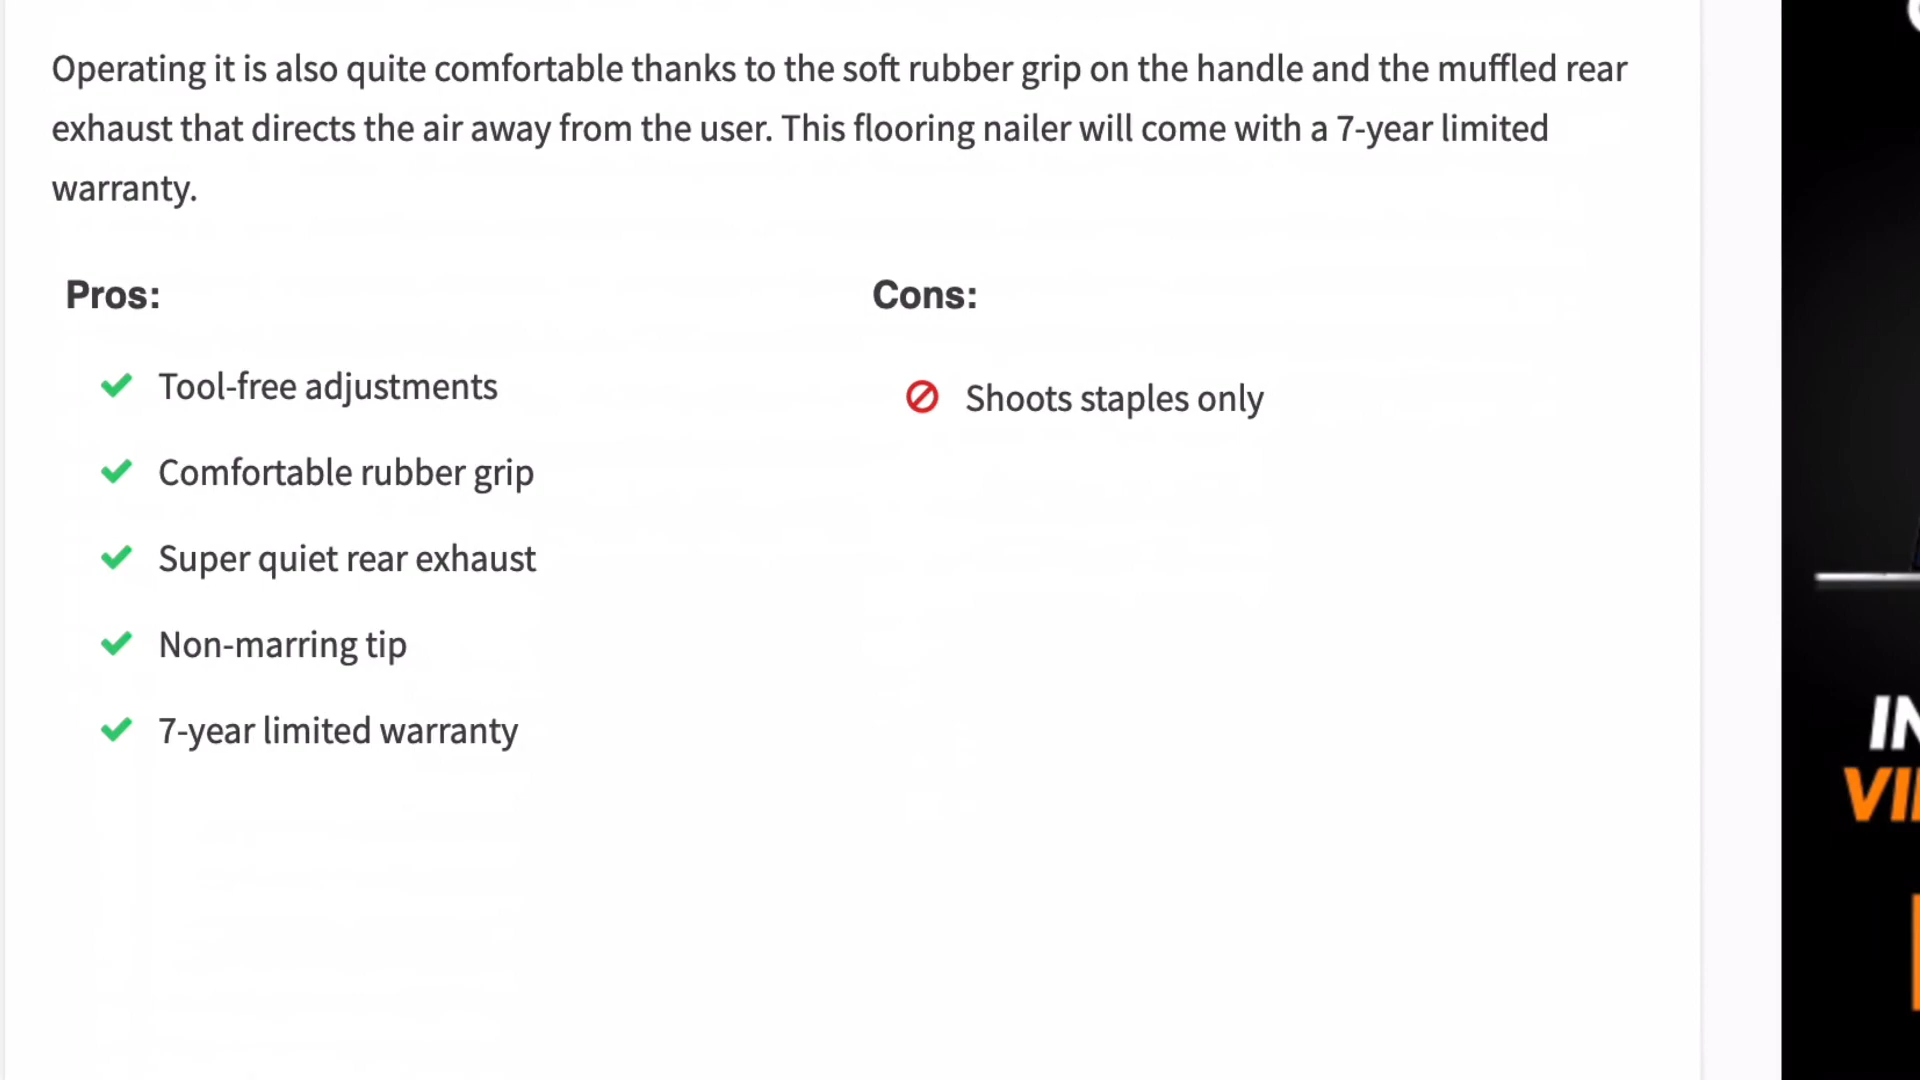 Operating it is also quite comfortable thanks to the soft rubber grip on the handle and the muffled rear
exhaust that directs the air away from the user. This flooring nailer will come with a 7-year limited
warranty.
Pros:
Tool-free adjustments
Comfortable rubber grip
Super quiet rear exhaust
Non-marring tip
7-year limited warranty
Cons:
Shoots staples only